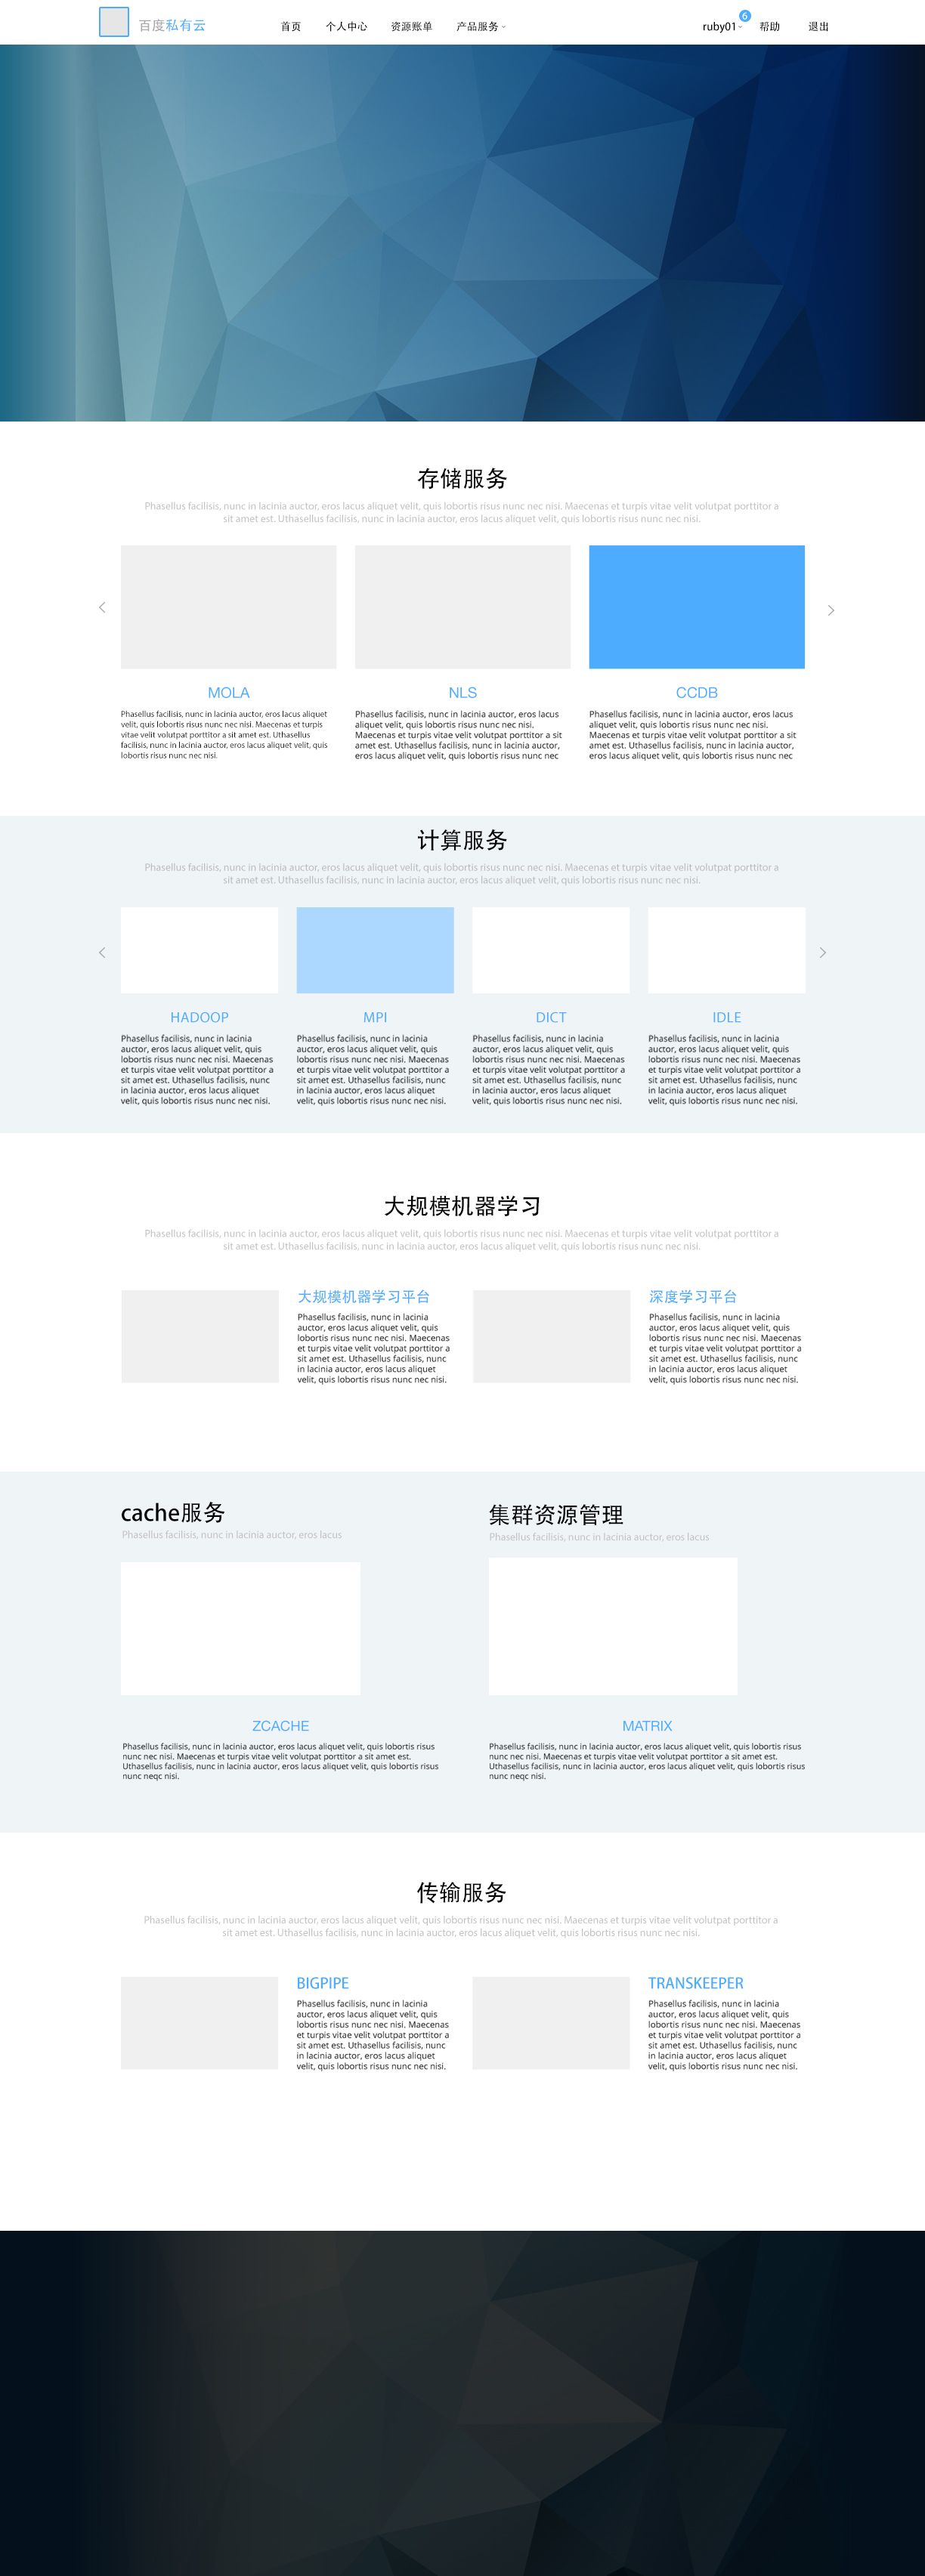 百度私有云 首页 个人中心 资源账单 产品服务 ruby01 6 帮助 退出
存储服务
Phasellus facilisis, nunc in lacinia auctor, eros lacus aliquet velit, quis lobortis risus nunc nec nisi. Maecenas et turpis vitae velit volutpat porttitor a
sit amet est. Uthasellus facilisis, nunc in lacinia auctor, eros lacus aliquet velit, quis lobortis risus nunc nec nisi.
MOLA
Phasellus facilisis, nunc in lacinia auctor, eros lacus aliquet
velit, quis lobortis risus nunc nec nisi. Maecenas et turpis
vitae velit volutpat porttitor a sit amet est. Uthasellus
facilisis, nunc in lacinia auctor, eros lacus aliquet velit, quis
lobortis risus nunc nec nisi.
NLS
Phasellus facilisis, nunc in lacinia auctor, eros lacus
aliquet velit, quis lobortis risus nunc nec nisi.
Maecenas et turpis vitae velit volutpat porttitor a sit
amet est. Uthasellus facilisis, nunc in lacinia auctor,
eros lacus aliquet velit, quis lobortis risus nunc nec
CCDB
Phasellus facilisis, nunc in lacinia auctor, eros lacus
aliquet velit, quis lobortis risus nunc nec nisi.
Maecenas et turpis vitae velit volutpat porttitor a sit
amet est. Uthasellus facilisis, nunc in lacinia auctor,
eros lacus aliquet velit, quis lobortis risus nunc nec
计算服务
Phasellus facilisis, nunc in lacinia auctor, eros lacus aliquet velit, quis lobortis risus nunc nec nisi. Maecenas et turpis vitae velit volutpat porttitor a
sit amet est. Uthasellus facilisis, nunc in lacinia auctor, eros lacus aliquet velit, quis lobortis risus nunc nec nisi.
HADOOP
Phasellus facilisis, nunc in lacinia
auctor, eros lacus aliquet velit, quis
lobortis risus nunc nec nisi. Maecenas
et turpis vitae velit volutpat porttitor a
sit amet est. Uthasellus facilisis, nunc
in lacinia auctor, eros lacus aliquet
velit, quis lobortis risus nunc nec nisi.
MPI
Phasellus facilisis, nunc in lacinia
auctor, eros lacus aliquet velit, quis
lobortis risus nunc nec nisi. Maecenas
et turpis vitae velit volutpat porttitor a
sit amet est. Uthasellus facilisis, nunc
in lacinia auctor, eros lacus aliquet
velit, quis lobortis risus nunc nec nisi.
DICT
Phasellus facilisis, nunc in lacinia
auctor, eros lacus aliquet velit, quis
lobortis risus nunc nec nisi. Maecenas
et turpis vitae velit volutpat porttitor a
sit amet est. Uthasellus facilisis, nunc
in lacinia auctor, eros lacus aliquet
velit, quis lobortis risus nunc nec nisi.
IDLE
Phasellus facilisis, nunc in lacinia
auctor, eros lacus aliquet velit, quis
lobortis risus nunc nec nisi. Maecenas
et turpis vitae velit volutpat porttitor a
sit amet est. Uthasellus facilisis, nunc
in lacinia auctor, eros lacus aliquet
velit, quis lobortis risus nunc nec nisi.
大规模机器学习
Phasellus facilisis, nunc in lacinia auctor, eros lacus aliquet velit, quis lobortis risus nunc nec nisi. Maecenas et turpis vitae velit volutpat porttitor a
sit amet est. Uthasellus facilisis, nunc in lacinia auctor, eros lacus aliquet velit, quis lobortis risus nunc nec nisi.
大规模机器学习平台
Phasellus facilisis, nunc in lacinia
auctor, eros lacus aliquet velit, quis
lobortis risus nunc nec nisi. Maecenas
et turpis vitae velit volutpat porttitor a
sit amet est. Uthasellus facilisis, nunc
in lacinia auctor, eros lacus aliquet
velit, quis lobortis risus nunc nec nisi.
深度学习平台
Phasellus facilisis, nunc in lacinia
auctor, eros lacus aliquet velit, quis
lobortis risus nunc nec nisi. Maecenas
et turpis vitae velit volutpat porttitor a
sit amet est. Uthasellus facilisis, nunc
in lacinia auctor, eros lacus aliquet
velit, quis lobortis risus nunc nec nisi.
cache服务
Phasellus facilisis, nunc in lacinia auctor, eros lacus
ZCACHE
Phasellus facilisis, nunc in lacinia auctor, eros lacus aliquet velit, quis lobortis risus
nunc nec nisi. Maecenas et turpis vitae velit volutpat porttitor a sit amet est.
Uthasellus facilisis, nunc in lacinia auctor, eros lacus aliquet velit, quis lobortis risus
nunc neqc nisi.
集群资源管理
Phasellus facilisis, nunc in lacinia auctor, eros lacus
MATRIX
Phasellus facilisis, nunc in lacinia auctor, eros lacus aliquet velit, quis lobortis risus
nunc nec nisi. Maecenas et turpis vitae velit volutpat porttitor a sit amet est.
Uthasellus facilisis, nunc in lacinia auctor, eros lacus aliquet velit, quis lobortis risus
nunc neqc nisi.
传输服务
Phasellus facilisis, nunc in lacinia auctor, eros lacus aliquet velit, quis lobortis risus nunc nec nisi. Maecenas et turpis vitae velit volutpat porttitor a
sit amet est. Uthasellus facilisis, nunc in lacinia auctor, eros lacus aliquet velit, quis lobortis risus nunc nec nisi.
BIGPIPE
Phasellus facilisis, nunc in lacinia
auctor, eros lacus aliquet velit, quis
lobortis risus nunc nec nisi. Maecenas
et turpis vitae velit volutpat porttitor a
sit amet est. Uthasellus facilisis, nunc
in lacinia auctor, eros lacus aliquet
velit, quis lobortis risus nunc nec nisi.
TRANSKEEPER
Phasellus facilisis, nunc in lacinia
auctor, eros lacus aliquet velit, quis
lobortis risus nunc nec nisi. Maecenas
et turpis vitae velit volutpat porttitor a
sit amet est. Uthasellus facilisis, nunc
in lacinia auctor, eros lacus aliquet
velit, quis lobortis risus nunc nec nisi.